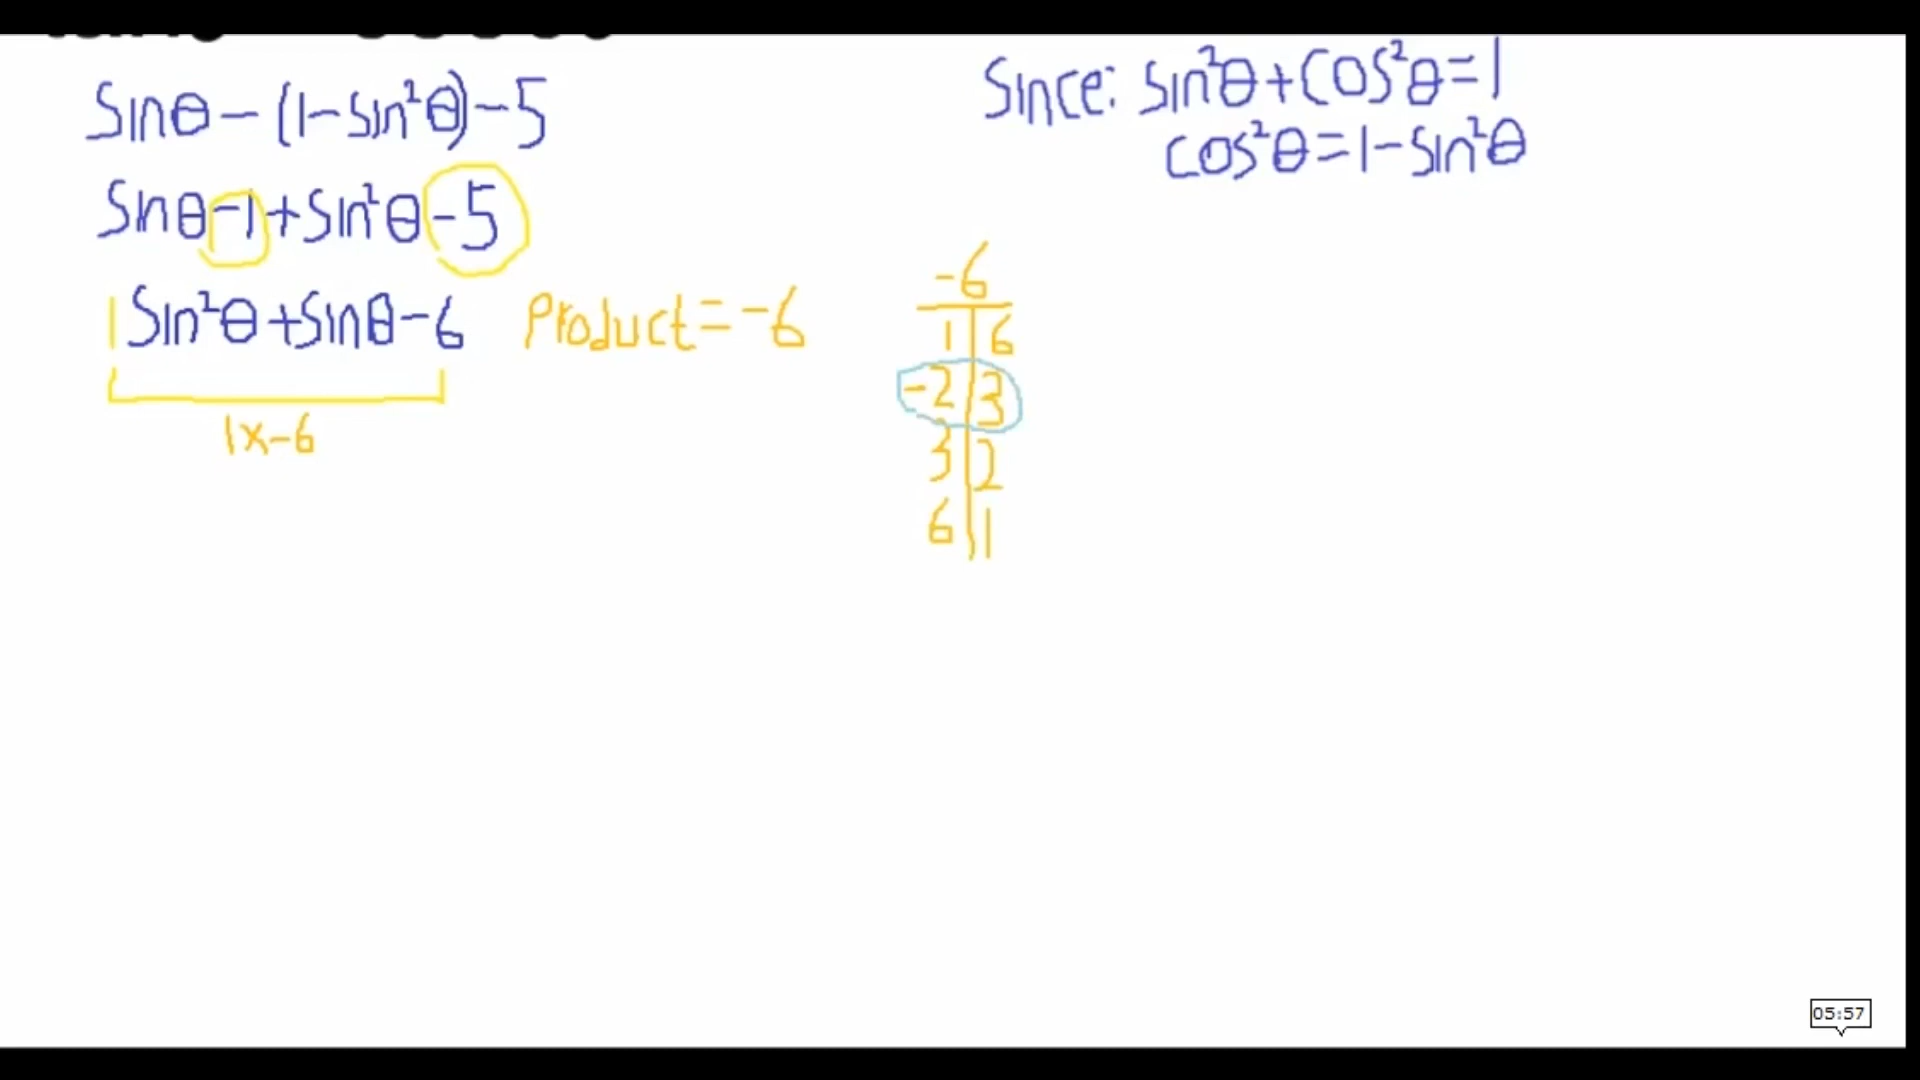 Sinθ-(1-sin²θ)-5
Sinθ-1+sin²θ-5
1Sin²θ+sinθ-6 Product=-6
1x-6
Since: sin²θ+cos²θ=1
cos²θ=1-sin²θ
-6
1 6
-2 3
3 2
6 1
05:57